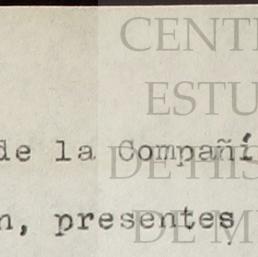 CENT
ESTU
de la Compañí
DE HIS
n, presentes
DE M